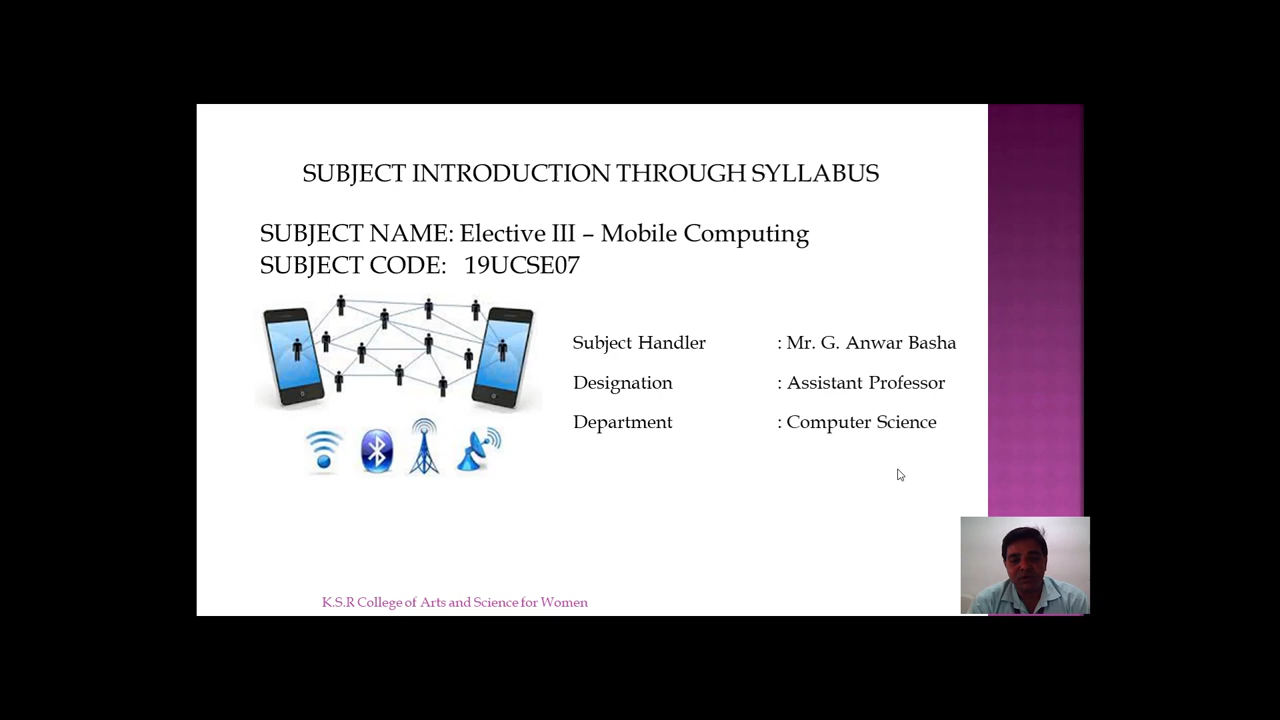 SUBJECT INTRODUCTION THROUGH SYLLABUS
SUBJECT NAME: Elective III – Mobile Computing
SUBJECT CODE: 19UCSE07
Subject Handler : Mr. G. Anwar Basha
Designation : Assistant Professor
Department : Computer Science
K.S.R College of Arts and Science for Women